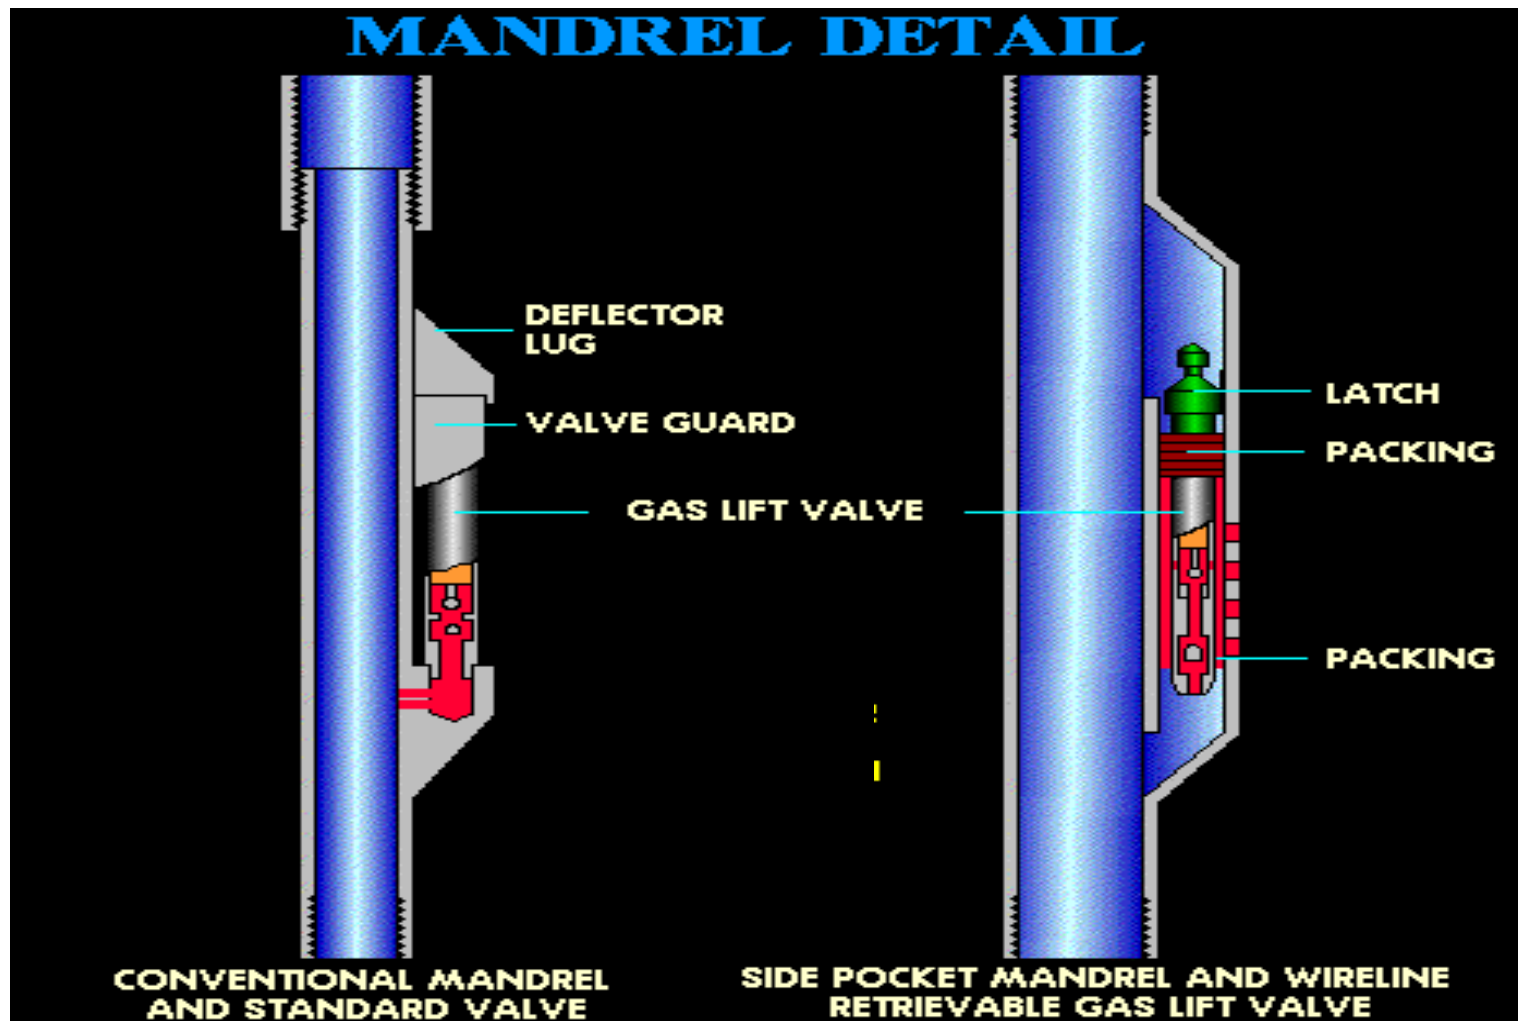 MANDREL DETAIL
DEFLECTOR
LUG
VALVE GUARD
GAS LIFT VALVE
LATCH
PACKING
PACKING
CONVENTIONAL MANDREL
AND STANDARD VALVE
SIDE POCKET MANDREL AND WIRELINE
RETRIEVABLE GAS LIFT VALVE